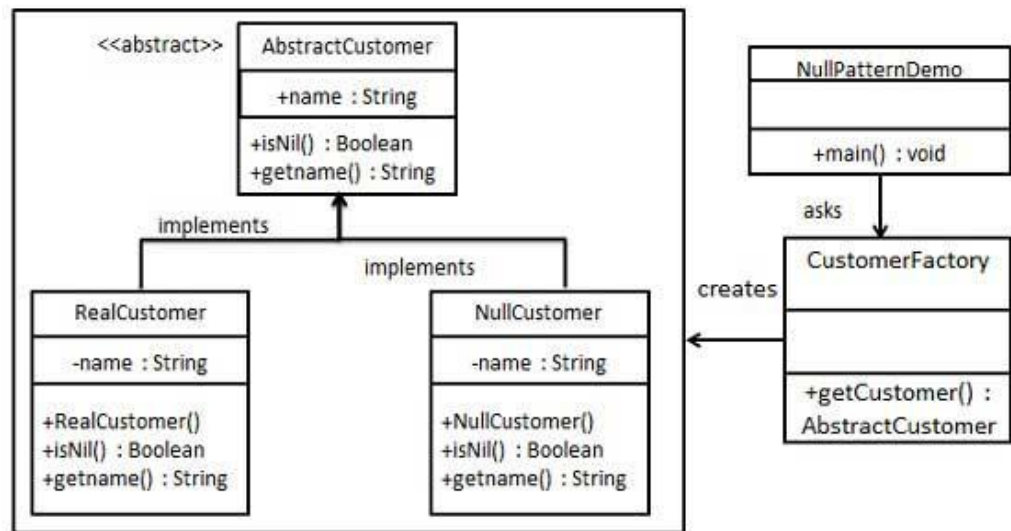 <<abstract>>
AbstractCustomer
+name : String
+isNil() : Boolean
+getname() : String
implements
implements
RealCustomer
-name : String
+RealCustomer()
+isNil() : Boolean
+getname() : String
NullCustomer
-name : String
+NullCustomer()
+isNil() : Boolean
+getname() : String
NullPatternDemo
+main() : void
asks
creates
CustomerFactory
+getCustomer() :
AbstractCustomer